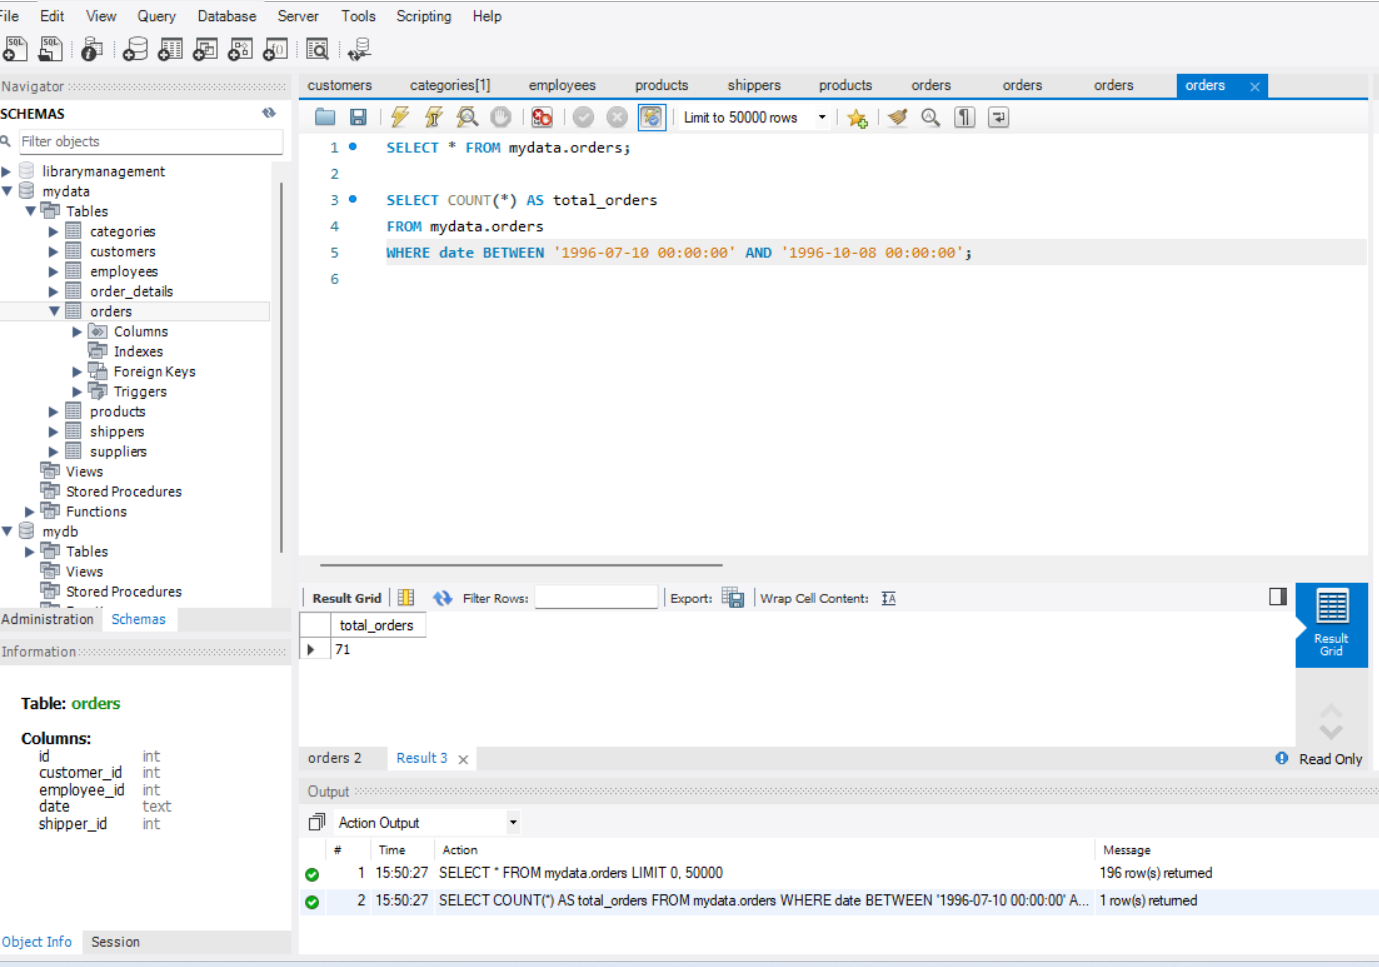 File Edit View Query Database Server Tools Scripting Help
Navigator
SCHEMAS
Filter objects
librarymanagement
mydata
Tables
categories
customers
employees
order_details
orders
Columns
Indexes
Foreign Keys
Triggers
products
shippers
suppliers
Views
Stored Procedures
Functions
mydb
Tables
Views
Stored Procedures
Administration Schemas
Information
Table: orders
Columns:
id int
customer_id int
employee_id int
date text
shipper_id int
Object Info Session
customers categories[1] employees products shippers products orders orders orders orders
Limit to 50000 rows
1 SELECT * FROM mydata.orders;
2
3 SELECT COUNT(*) AS total_orders
4 FROM mydata.orders
5 WHERE date BETWEEN '1996-07-10 00:00:00' AND '1996-10-08 00:00:00';
6
Result Grid Filter Rows: Export: Wrap Cell Content:
total_orders
71
Result
Grid
orders 2 Result 3 Read Only
Output
Action Output
# Time Action Message
1 15:50:27 SELECT * FROM mydata.orders LIMIT 0, 50000 196 row(s) returned
2 15:50:27 SELECT COUNT(*) AS total_orders FROM mydata.orders WHERE date BETWEEN '1996-07-10 00:00:00' A... 1 row(s) returned